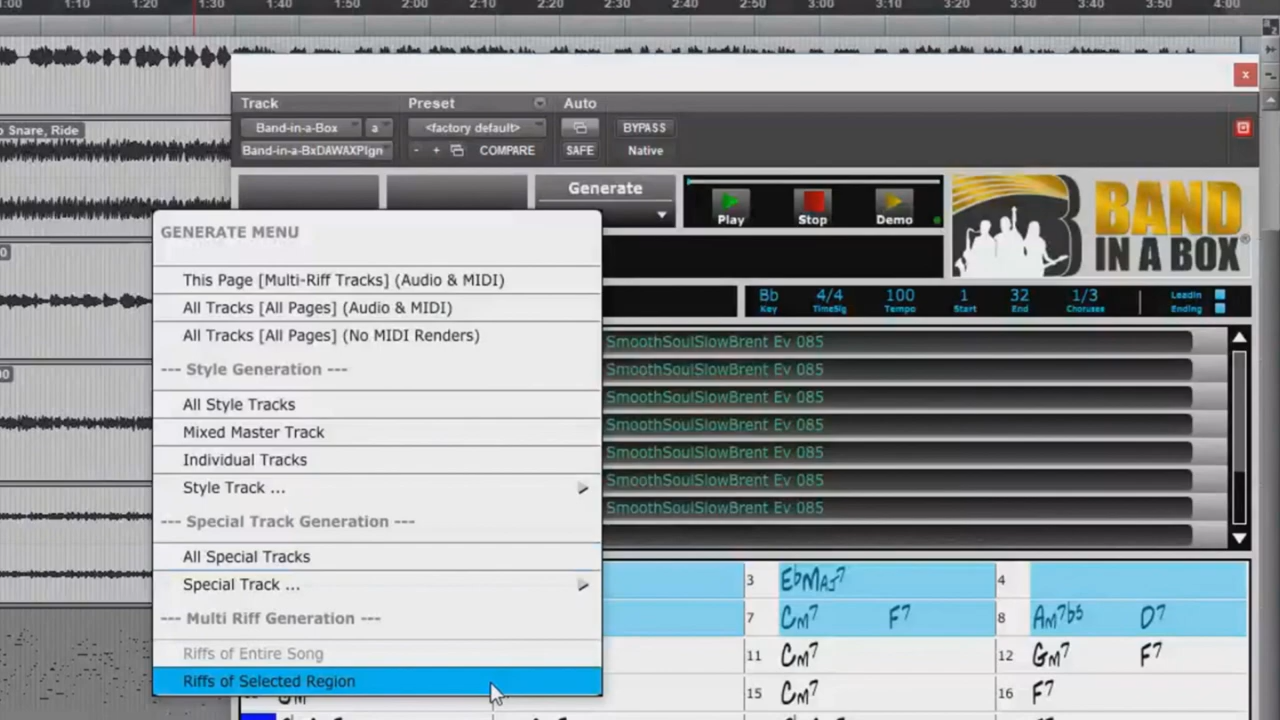 1:00 1:10 1:20 1:30 1:40 1:50 2:00 2:10 2:20 2:30 2:40 2:50 3:00 3:10 3:20 3:30 3:40 3:50 4:00
x
Track Preset Auto
Band-in-a-Box a <factory default> BYPASS
Snare, Ride
Band-in-a-BxDAWAXPlgn - + COMPARE SAFE Native
Generate
Play Stop Demo
BAND
IN A BOX®
GENERATE MENU
This Page [Multi-Riff Tracks] (Audio & MIDI)
All Tracks [All Pages] (Audio & MIDI)
All Tracks [All Pages] (No MIDI Renders)
--- Style Generation ---
All Style Tracks
Mixed Master Track
Individual Tracks
Style Track ...
--- Special Track Generation ---
All Special Tracks
Special Track ...
--- Multi Riff Generation ---
Riffs of Entire Song
Riffs of Selected Region
Bb 4/4 100 1 32 1/3 LeadIn
Key TimeSig Tempo Start End Choruses Ending
SmoothSoulSlowBrent Ev 085
SmoothSoulSlowBrent Ev 085
SmoothSoulSlowBrent Ev 085
SmoothSoulSlowBrent Ev 085
SmoothSoulSlowBrent Ev 085
SmoothSoulSlowBrent Ev 085
SmoothSoulSlowBrent Ev 085
3 EbMaj7 4
7 Cm7 F7 8 Am7b5 D7
11 Cm7 12 Gm7 F7
15 Cm7 16 F7